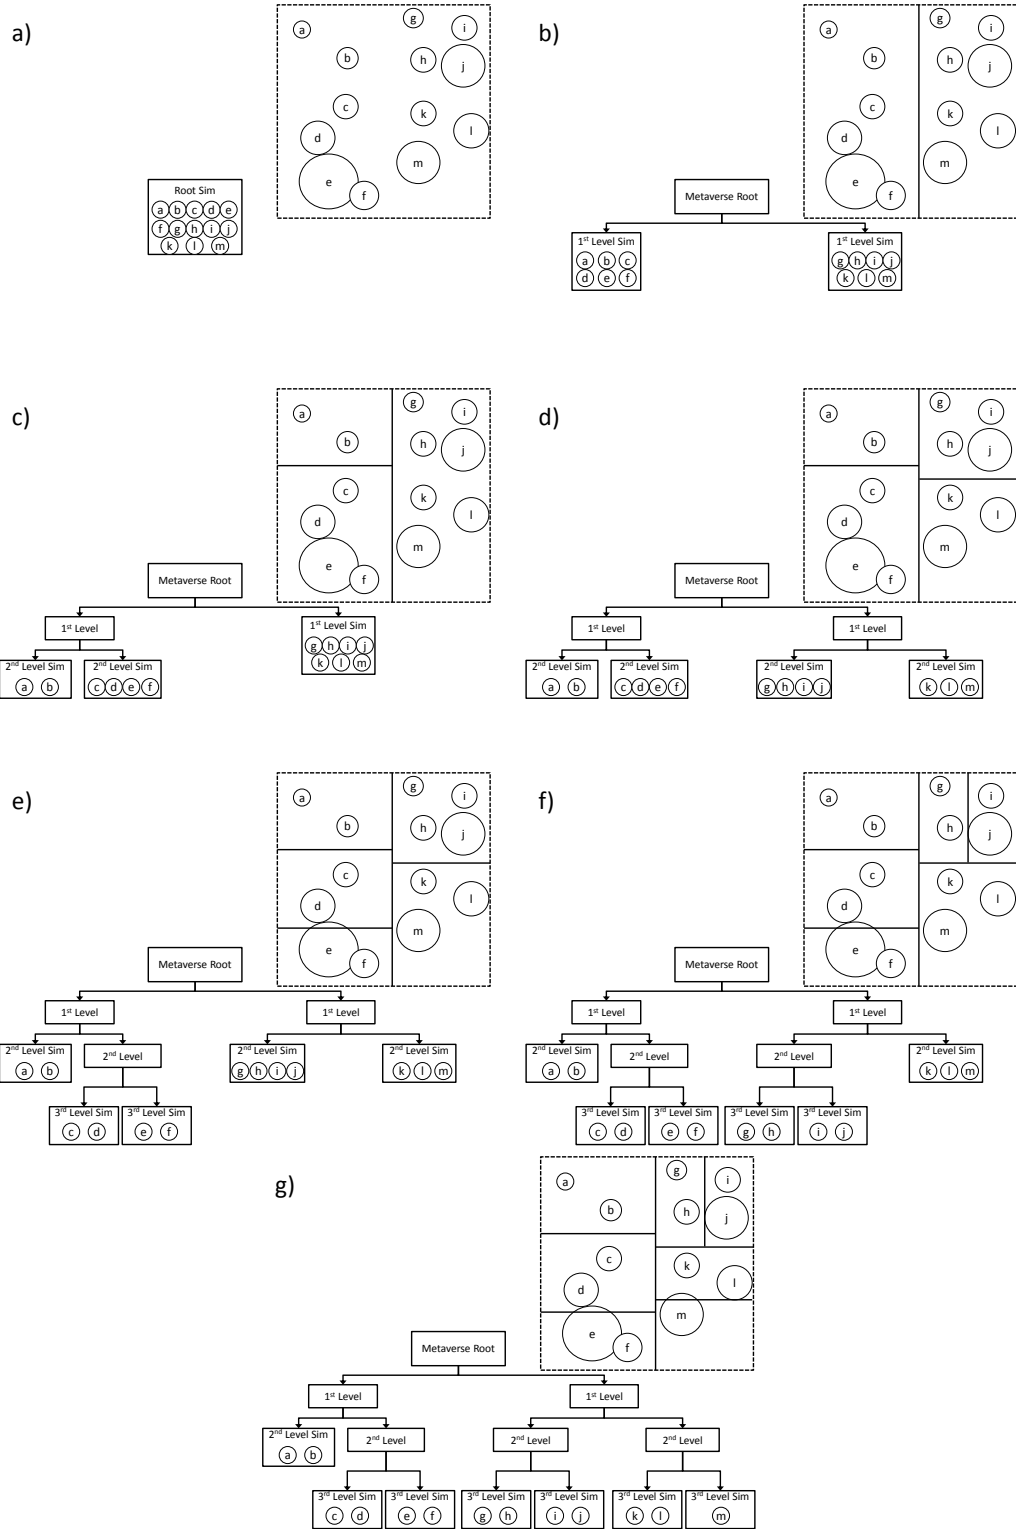 a)
a
g
i
b
h
j
c
k
d
l
m
e
f
Root Sim
a b c d e
f g h i j
k l m
b)
a
g
i
b
h
j
c
k
d
l
m
e
f
Metaverse Root
1st Level Sim
a b c
d e f
1st Level Sim
g h i j
k l m
c)
a
g
i
b
h
j
c
k
d
l
m
e
f
Metaverse Root
1st Level
1st Level Sim
g h i j
k l m
2nd Level Sim
a b
2nd Level Sim
c d e f
d)
a
g
i
b
h
j
c
k
d
l
m
e
f
Metaverse Root
1st Level
1st Level
2nd Level Sim
a b
2nd Level Sim
c d e f
2nd Level Sim
g h i j
2nd Level Sim
k l m
e)
a
g
i
b
h
j
c
k
d
l
m
e
f
Metaverse Root
1st Level
1st Level
2nd Level Sim
a b
2nd Level
2nd Level Sim
g h i j
2nd Level Sim
k l m
3rd Level Sim
c d
3rd Level Sim
e f
f)
a
g
i
b
h
j
c
k
d
l
m
e
f
Metaverse Root
1st Level
1st Level
2nd Level Sim
a b
2nd Level
2nd Level
2nd Level Sim
k l m
3rd Level Sim
c d
3rd Level Sim
e f
3rd Level Sim
g h
3rd Level Sim
i j
g)
a
g
i
b
h
j
c
k
d
l
m
e
f
Metaverse Root
1st Level
1st Level
2nd Level Sim
a b
2nd Level
2nd Level
2nd Level
3rd Level Sim
c d
3rd Level Sim
e f
3rd Level Sim
g h
3rd Level Sim
i j
3rd Level Sim
k l
3rd Level Sim
m